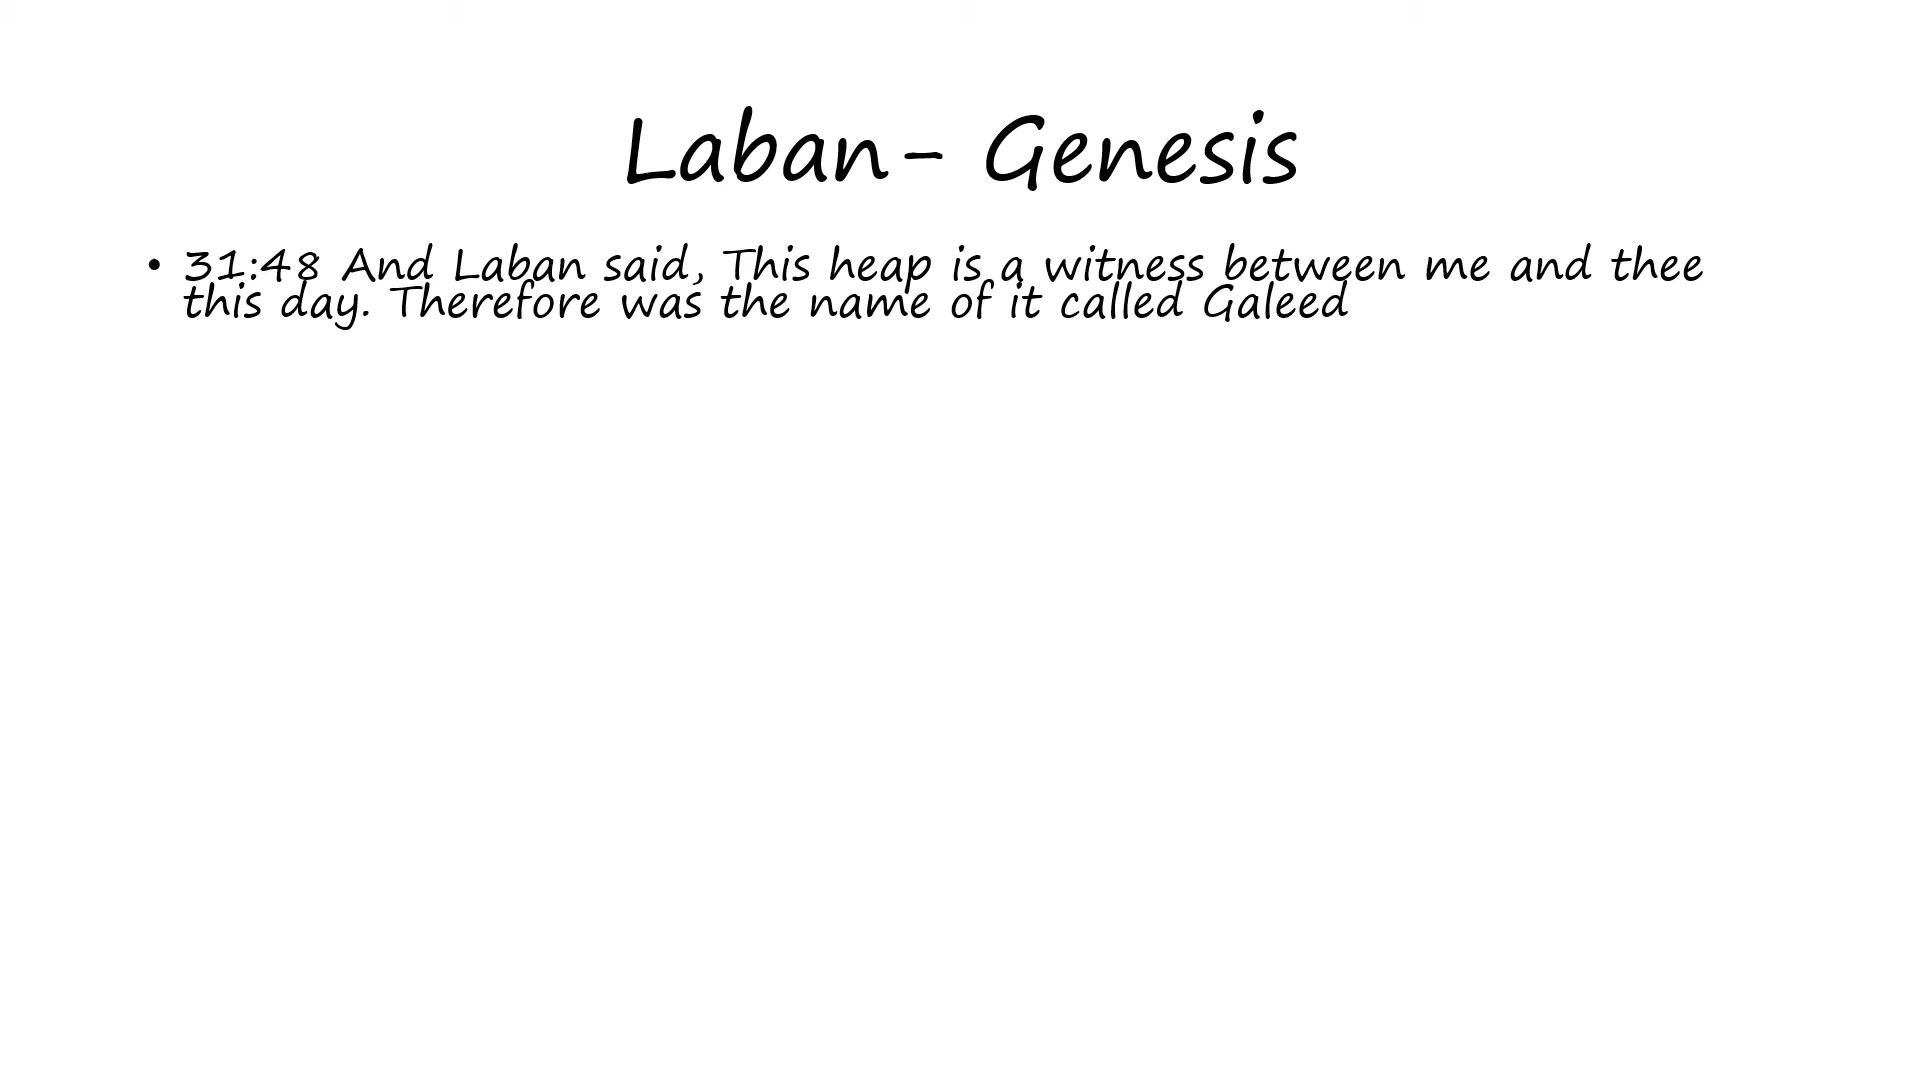 Laban- Genesis
• 31:48 And Laban said, This heap is a witness between me and thee
this day. Therefore was the name of it called Galeed